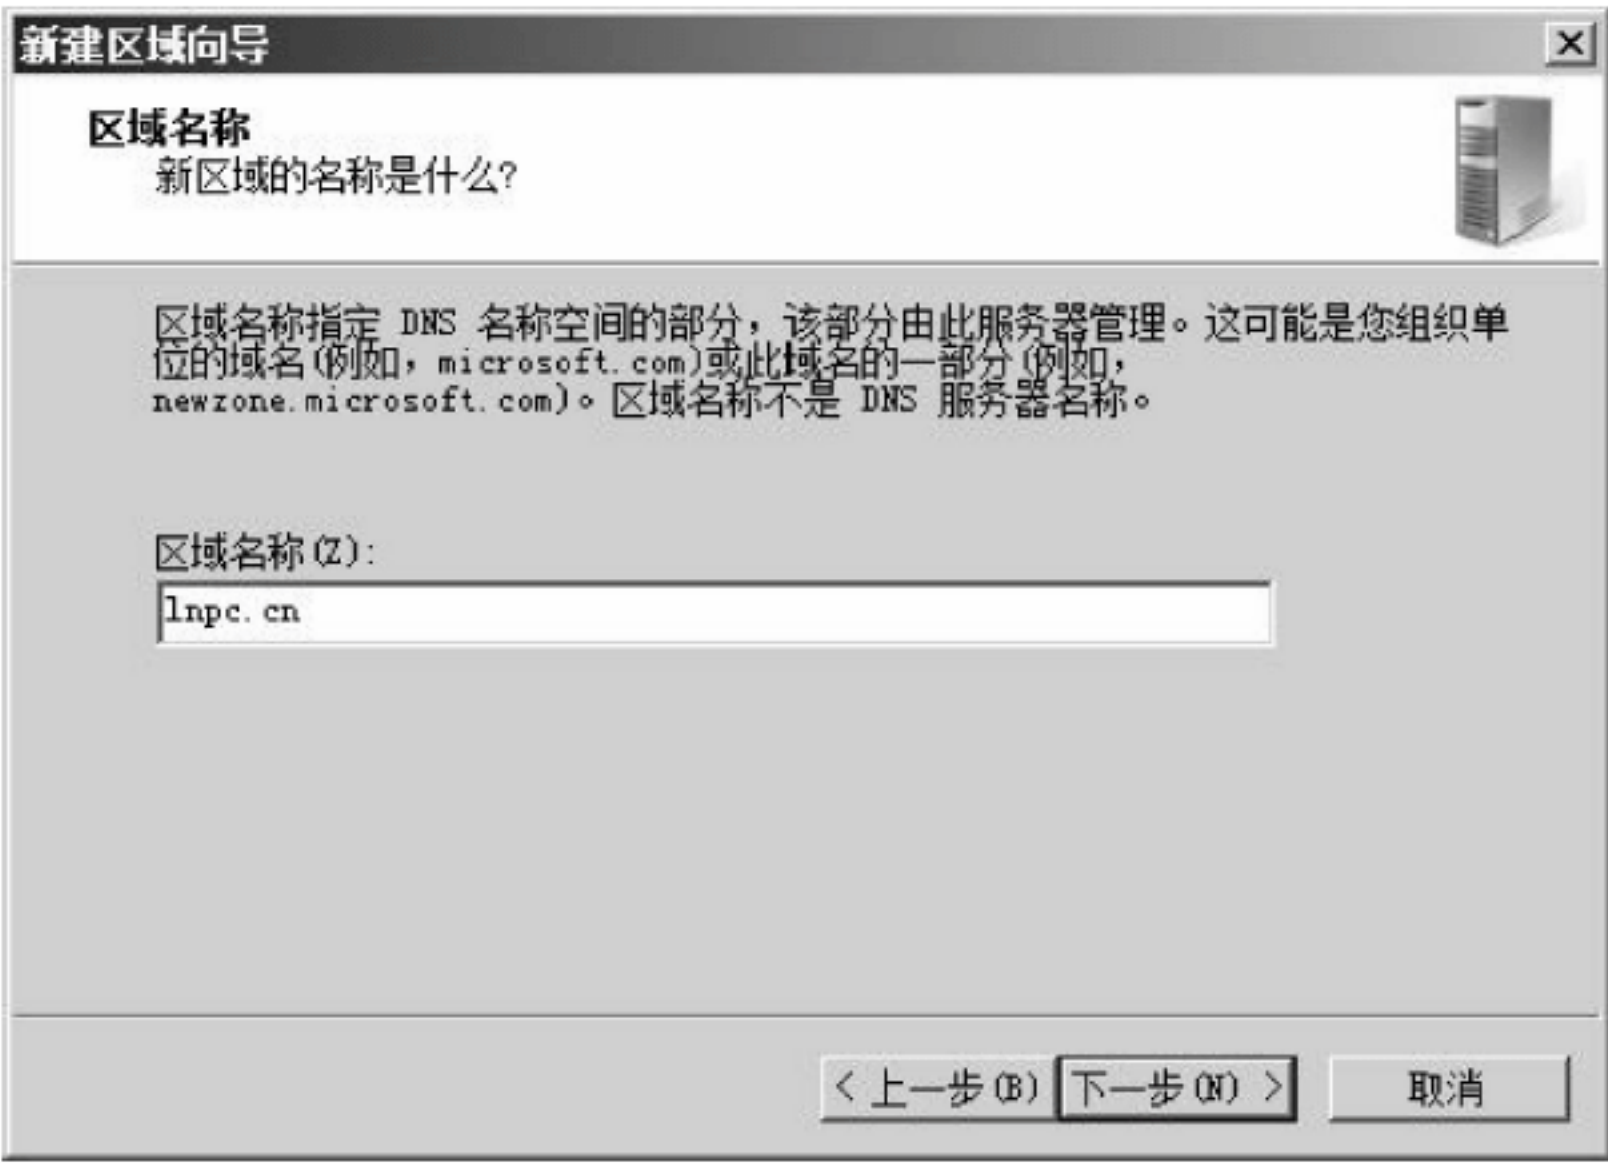 新建区域向导
区域名称
新区域的名称是什么?
区域名称指定 DNS 名称空间的部分，该部分由此服务器管理。这可能是您组织单
位的域名(例如，microsoft.com)或此域名的一部分(例如，
newzone.microsoft.com)。区域名称不是 DNS 服务器名称。
区域名称(Z):
lnpc.cn
< 上一步(B) 下一步(N) > 取消